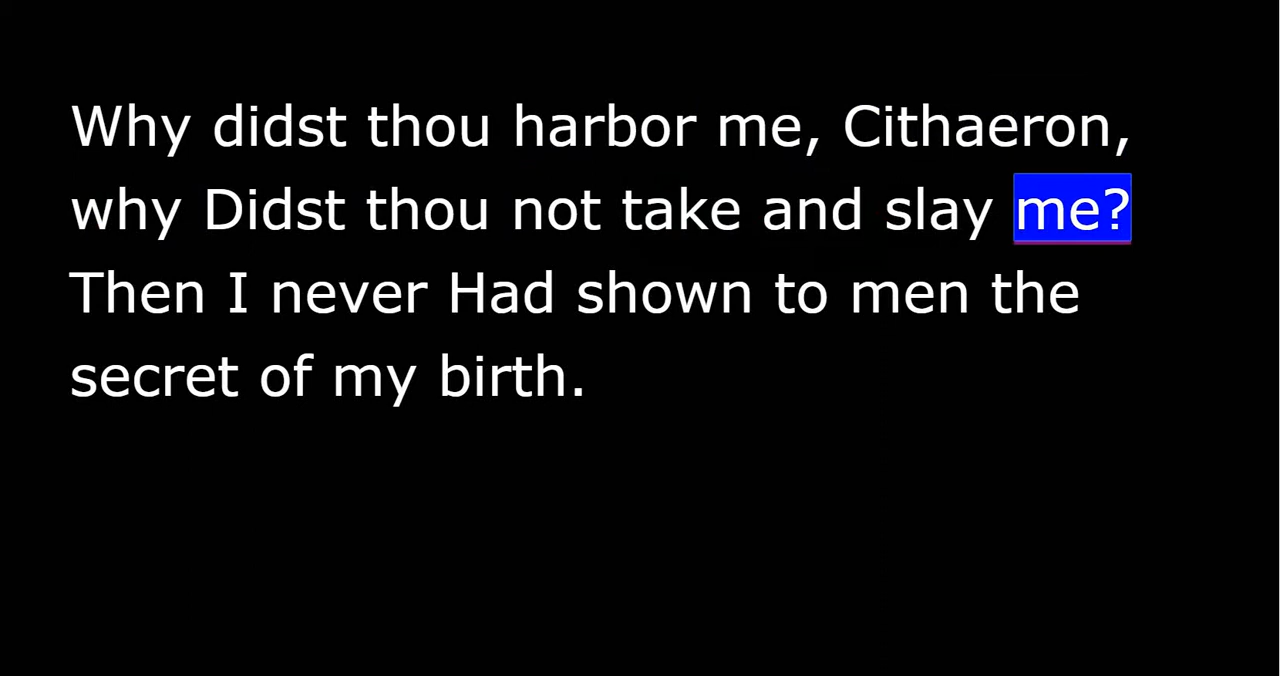 Why didst thou harbor me, Cithaeron,
why Didst thou not take and slay me?
Then I never Had shown to men the
secret of my birth.